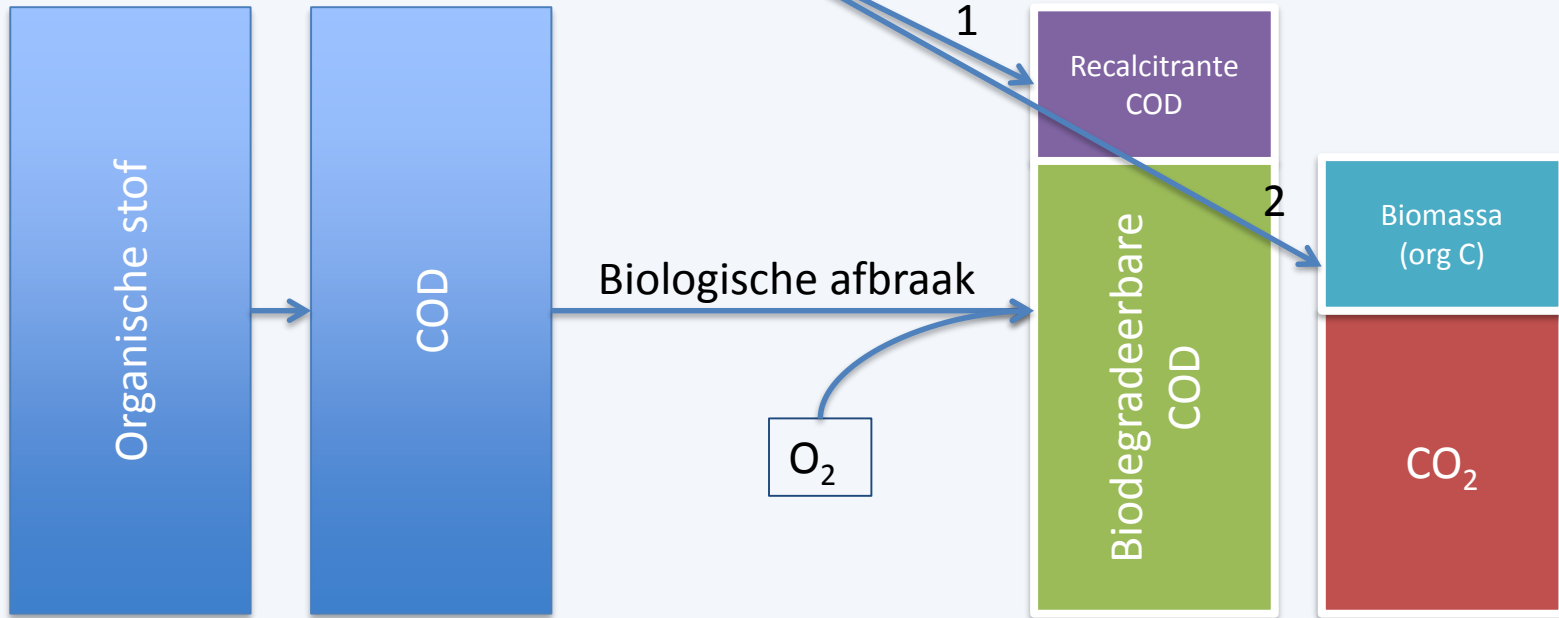 Organische stof
COD
Biologische afbraak
O₂
1
Recalcitrante
COD
Biodegradeerbare
COD
2
Biomassa
(org C)
CO₂